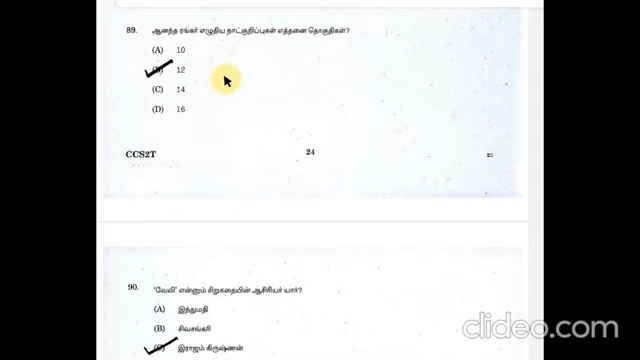 89. ஆனந்த ரங்கர் எழுதிய நாட்குறிப்புகள் எத்தனை தொகுதிகள்?
(A) 10
(B) 12
(C) 14
(D) 16
CCS2T 24
90. 'வேலி' என்னும் சிறுகதையின் ஆசிரியர் யார்?
(A) இந்துமதி
(B) சிவசங்கரி
(C) இராஜம் கிருஷ்ணன்
clideo.com